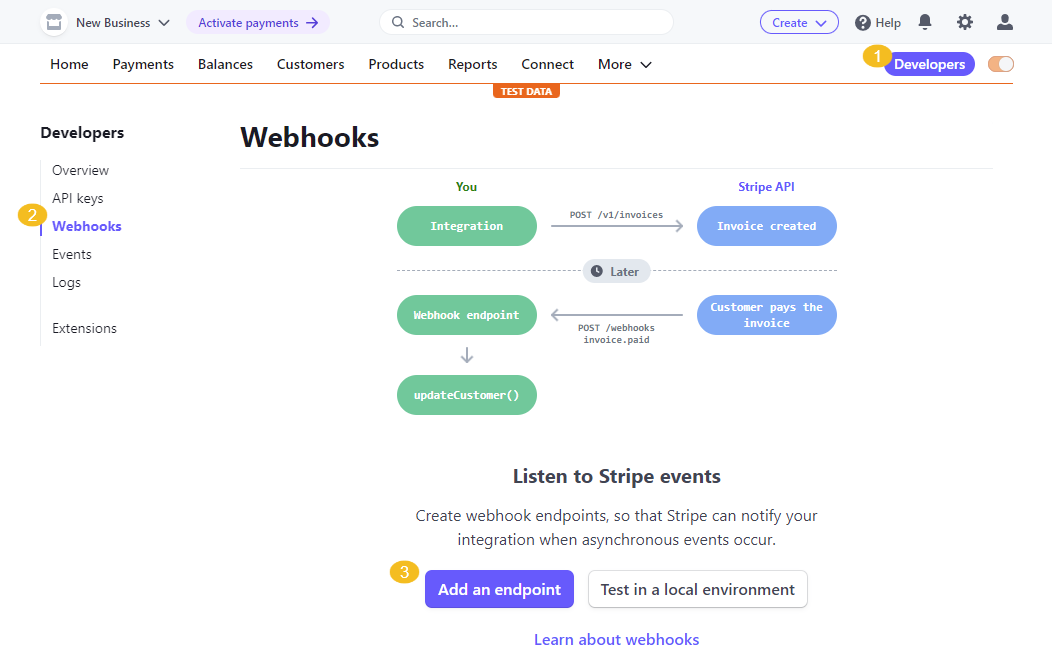 New Business
Activate payments →
Search...
Create
Help
Home Payments Balances Customers Products Reports Connect More
1
Developers
TEST DATA
Developers
Overview
API keys
2
Webhooks
Events
Logs
Extensions
Webhooks
You
Stripe API
Integration
POST /v1/invoices
Invoice created
Later
Webhook endpoint
POST /webhooks
invoice.paid
Customer pays the
invoice
updateCustomer()
Listen to Stripe events
Create webhook endpoints, so that Stripe can notify your
integration when asynchronous events occur.
3
Add an endpoint
Test in a local environment
Learn about webhooks